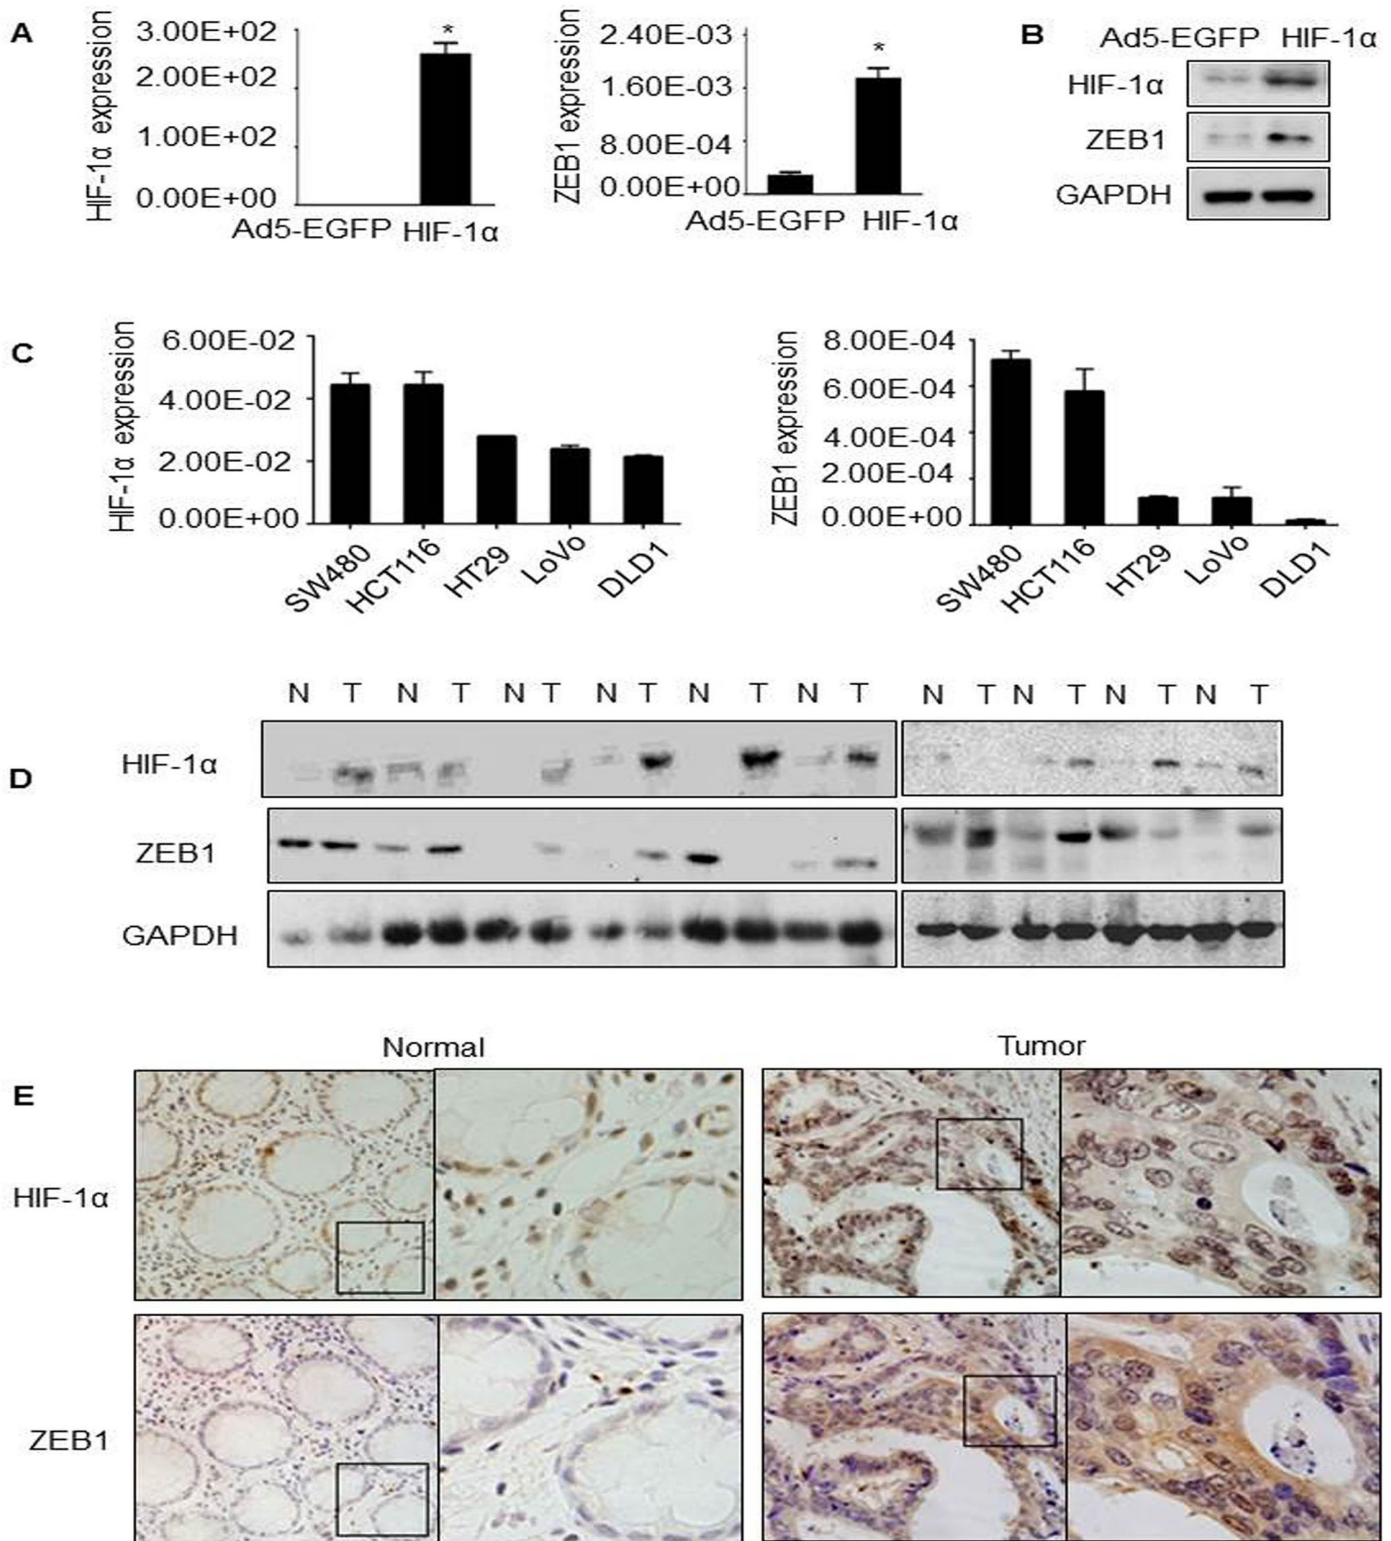 A
HIF-1α expression
3.00E+02
2.00E+02
1.00E+02
0.00E+00
*
Ad5-EGFP HIF-1α
ZEB1 expression
2.40E-03
1.60E-03
8.00E-04
0.00E+00
*
Ad5-EGFP HIF-1α
B
Ad5-EGFP HIF-1α
HIF-1α
ZEB1
GAPDH
C
HIF-1α expression
6.00E-02
4.00E-02
2.00E-02
0.00E+00
SW480 HCT116 HT29 LoVo DLD1
ZEB1 expression
8.00E-04
6.00E-04
4.00E-04
2.00E-04
0.00E+00
SW480 HCT116 HT29 LoVo DLD1
D
N T N T N T N T N T N T N T N T N T N T
HIF-1α
ZEB1
GAPDH
E
Normal Tumor
HIF-1α
ZEB1